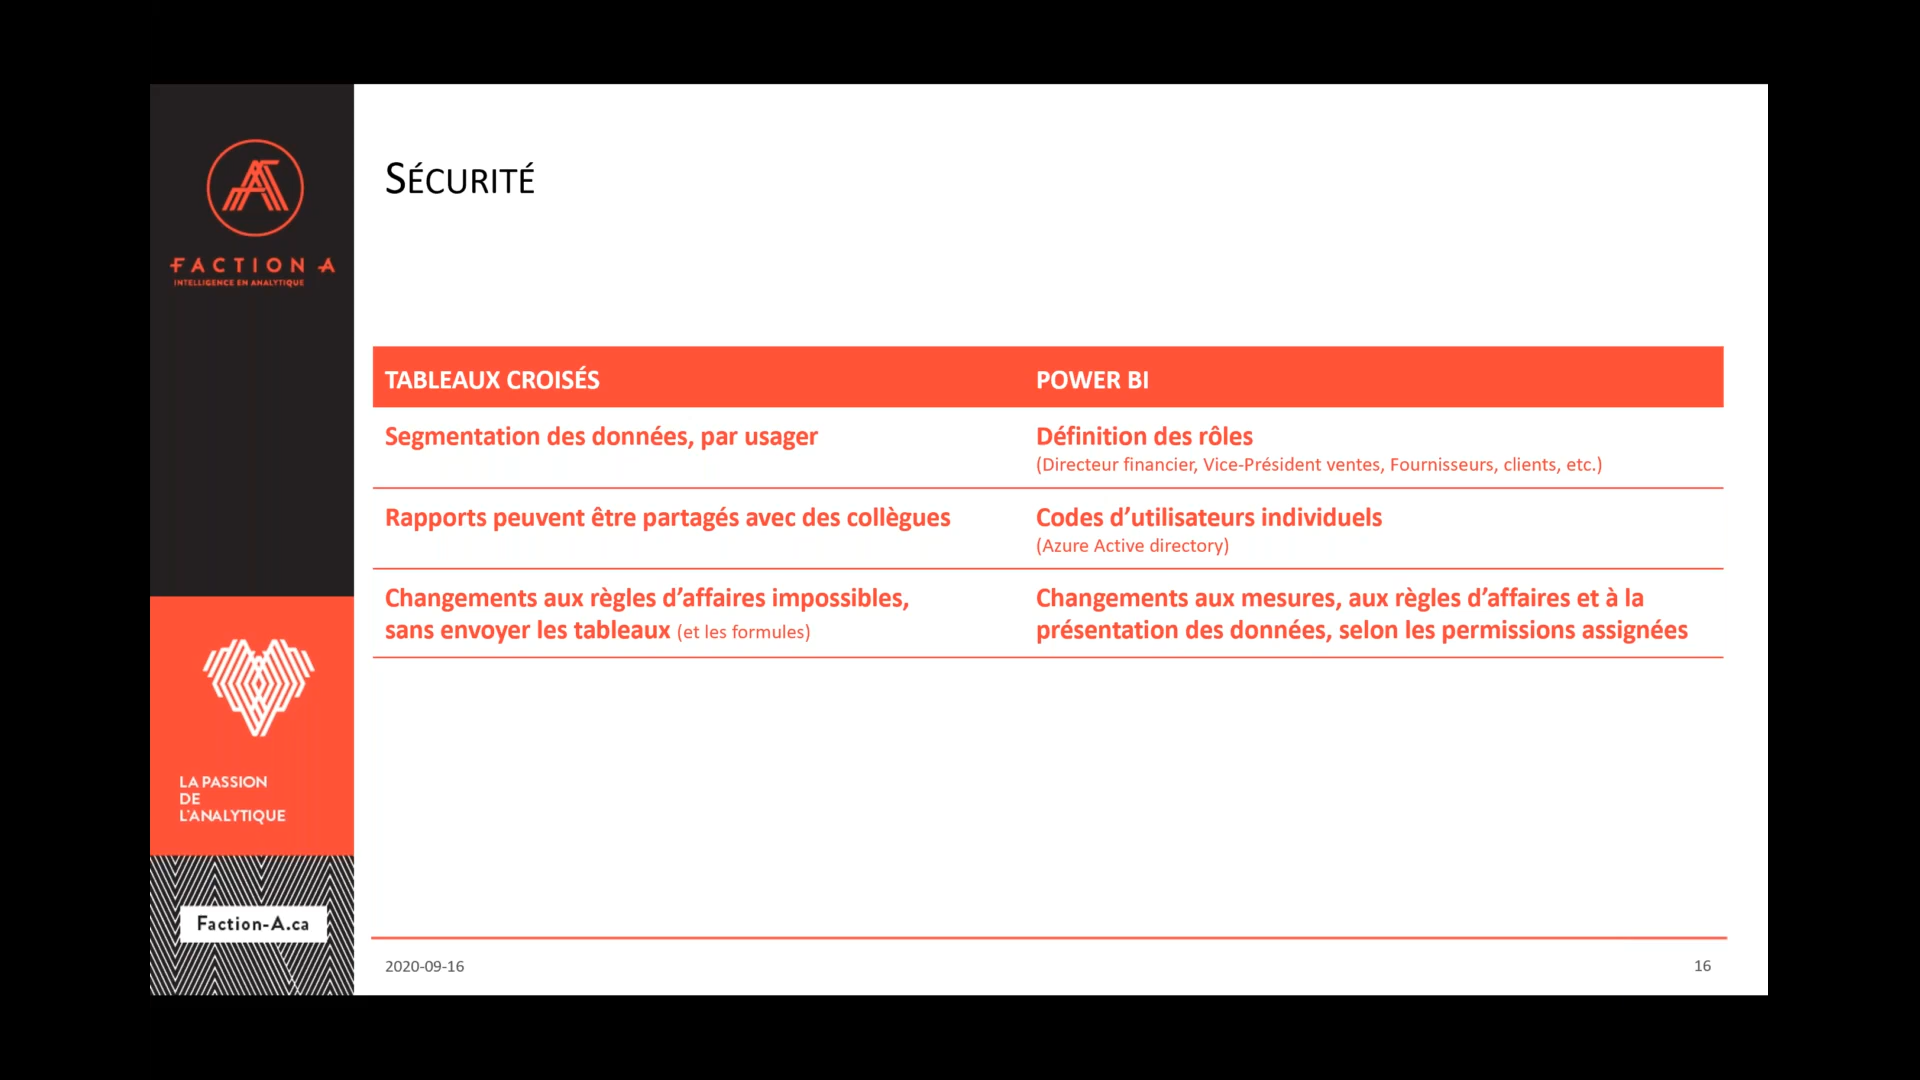 FACTION A
INTELLIGENCE EN ANALYTIQUE
LA PASSION
DE
L'ANALYTIQUE
Faction-A.ca
SÉCURITÉ
TABLEAUX CROISÉS
POWER BI
Segmentation des données, par usager
Définition des rôles
(Directeur financier, Vice-Président ventes, Fournisseurs, clients, etc.)
Rapports peuvent être partagés avec des collègues
Codes d’utilisateurs individuels
(Azure Active directory)
Changements aux règles d’affaires impossibles,
sans envoyer les tableaux (et les formules)
Changements aux mesures, aux règles d’affaires et à la
présentation des données, selon les permissions assignées
2020-09-16
16